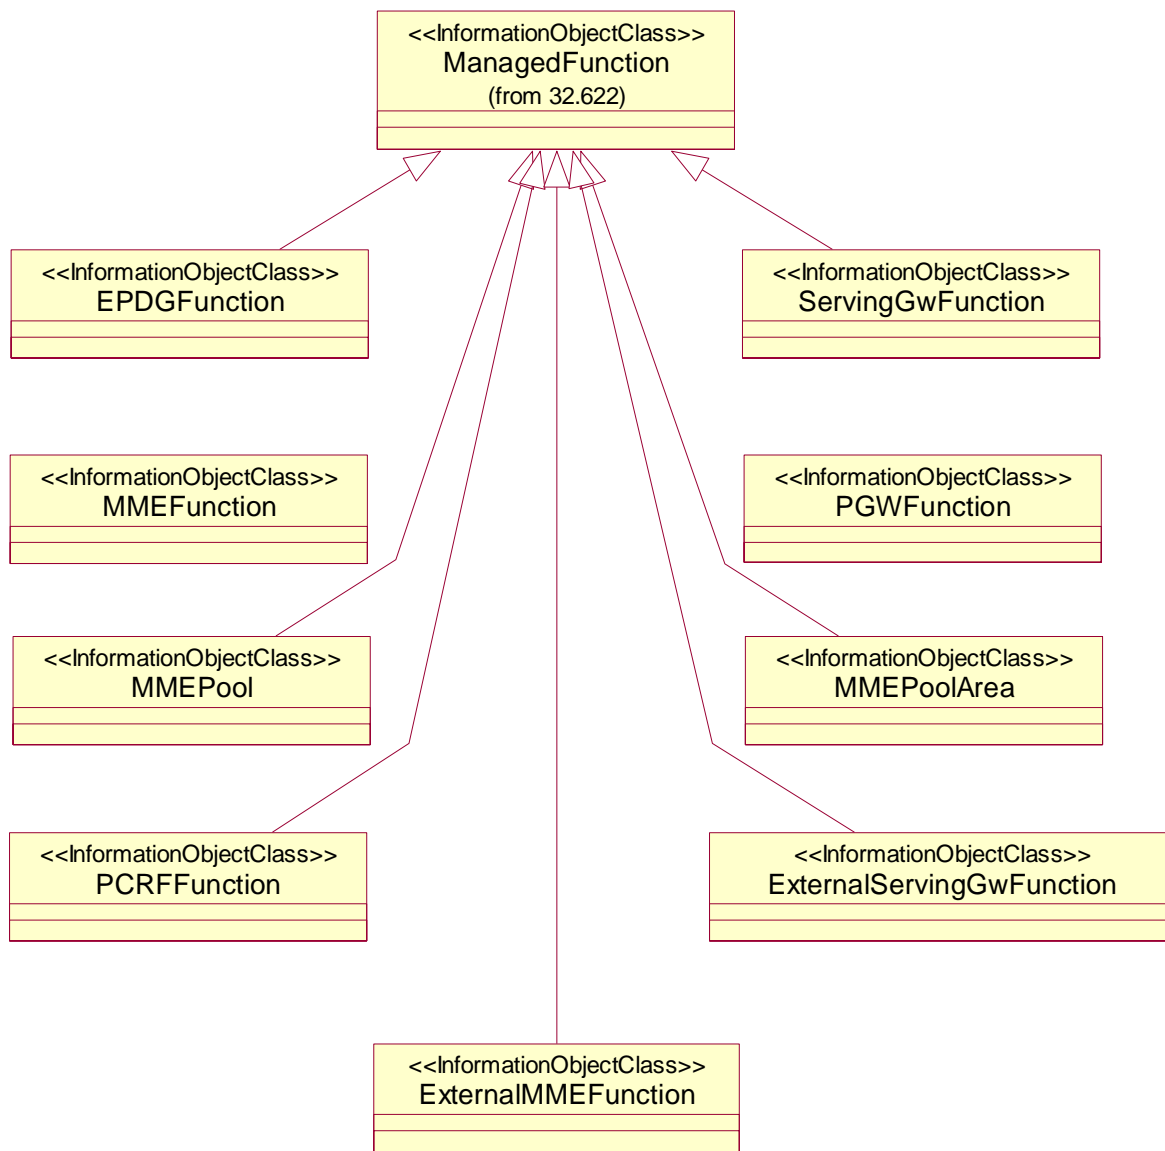 <<InformationObjectClass>>
ManagedFunction
(from 32.622)
<<InformationObjectClass>>
EPDGFunction
<<InformationObjectClass>>
ServingGwFunction
<<InformationObjectClass>>
MMEFunction
<<InformationObjectClass>>
PGWFunction
<<InformationObjectClass>>
MMEPool
<<InformationObjectClass>>
MMEPoolArea
<<InformationObjectClass>>
PCRFFunction
<<InformationObjectClass>>
ExternalServingGwFunction
<<InformationObjectClass>>
ExternalMMEFunction